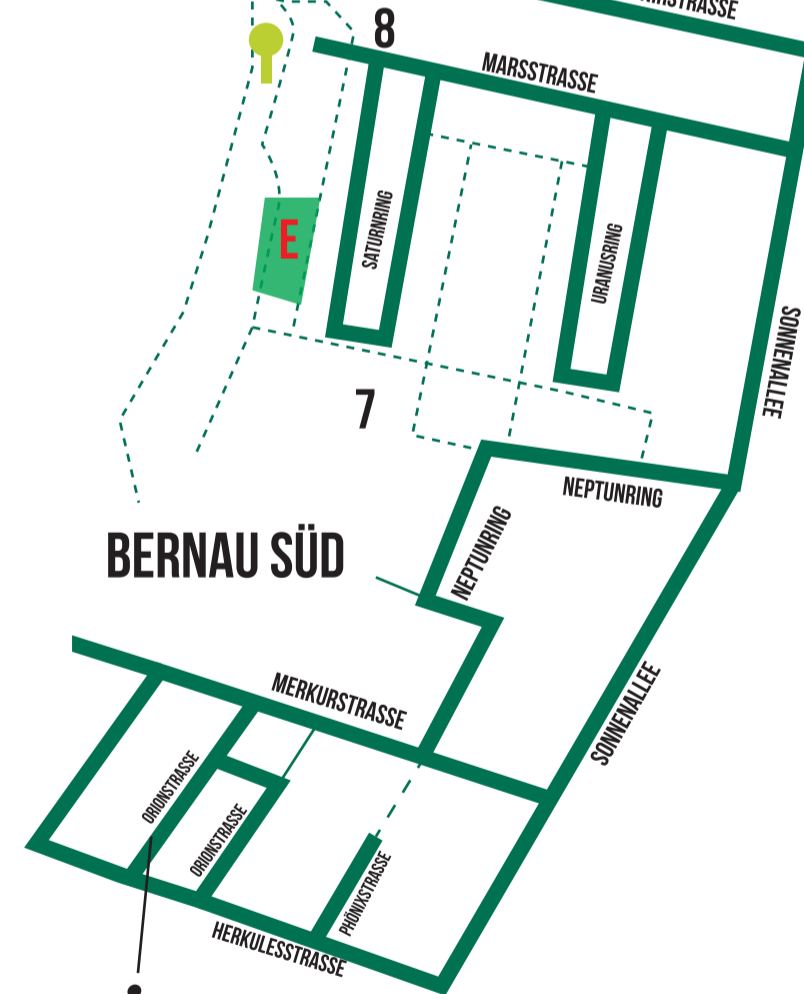 8
MARSSTRASSE
SATURNRING
E
URANUSRING
SONNENALLEE
7
NEPTUNRING
NEPTUNRING
BERNAU SÜD
MERKURSTRASSE
SONNENALLEE
ORIONSTRASSE
ORIONSTRASSE
PHÖNIXSTRASSE
HERKULESSTRASSE